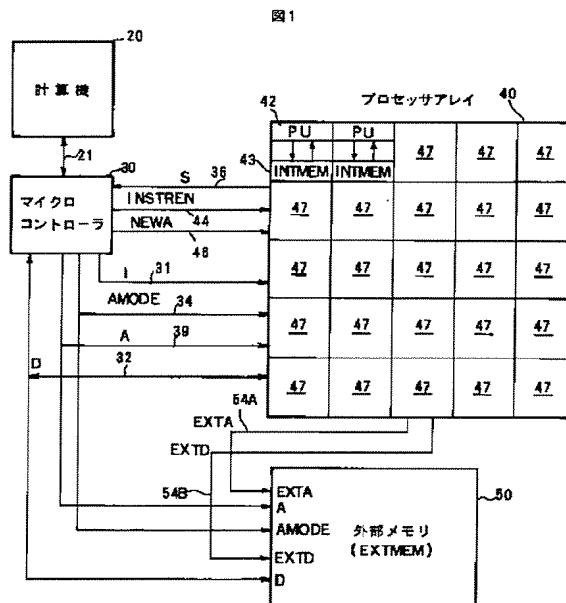 図1
20
計算機
プロセッサアレイ
40
42
PU PU 47 47 47
21
30
43
INTMEM INTMEM
マイクロ
コントローラ
S 36
INSTREN 44
NEWA 46
47 47 47 47 47
I 31
AMODE 34
47 47 47 47 47
A 39
47 47 47 47 47
D 32
47 47 47 47 47
54A
EXTA
EXTD
54B
50
EXTA
A
AMODE
外部メモリ
(EXTMEM)
EXTD
D